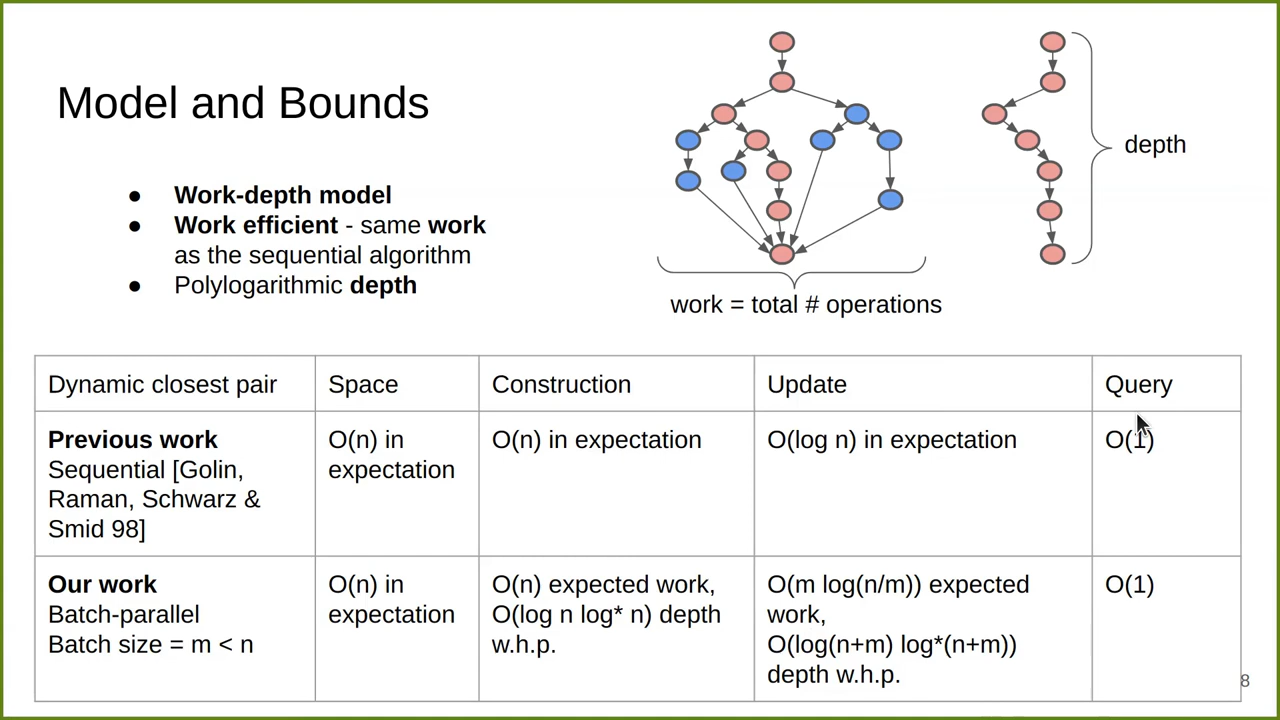 Model and Bounds
● Work-depth model
● Work efficient - same work
as the sequential algorithm
● Polylogarithmic depth
depth
work = total # operations
Dynamic closest pair
Space
Construction
Update
Query
Previous work
Sequential [Golin,
Raman, Schwarz &
Smid 98]
O(n) in
expectation
O(n) in expectation
O(log n) in expectation
O(1)
Our work
Batch-parallel
Batch size = m < n
O(n) in
expectation
O(n) expected work,
O(log n log* n) depth
w.h.p.
O(m log(n/m)) expected
work,
O(log(n+m) log*(n+m))
depth w.h.p.
O(1)
8